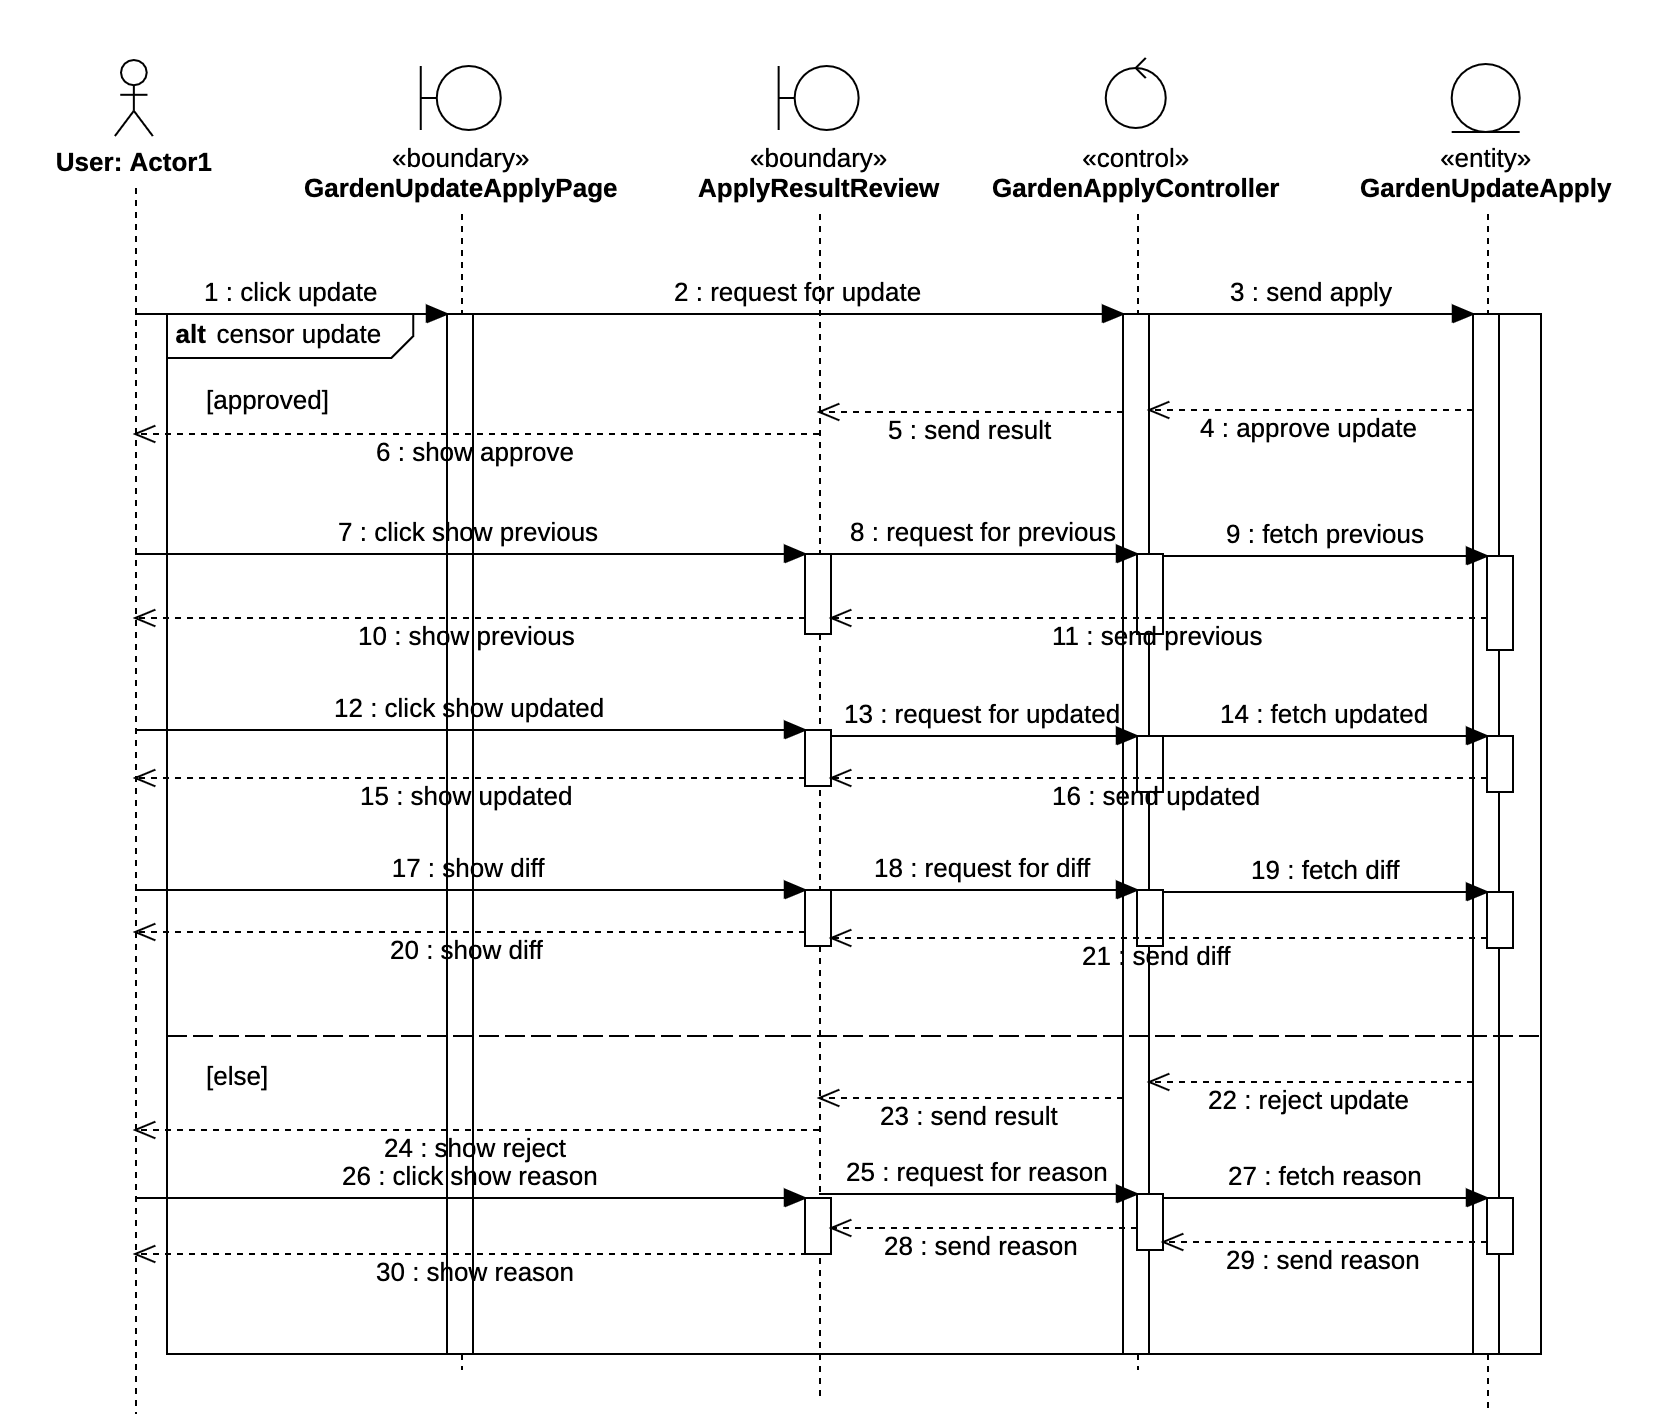 User: Actor1
«boundary»
GardenUpdateApplyPage
«boundary»
ApplyResultReview
«control»
GardenApplyController
«entity»
GardenUpdateApply
1 : click update
2 : request for update
3 : send apply
alt censor update
[approved]
4 : approve update
5 : send result
6 : show approve
7 : click show previous
8 : request for previous
9 : fetch previous
10 : show previous
11 : send previous
12 : click show updated
13 : request for updated
14 : fetch updated
15 : show updated
16 : send updated
17 : show diff
18 : request for diff
19 : fetch diff
20 : show diff
21 : send diff
[else]
22 : reject update
23 : send result
24 : show reject
26 : click show reason
25 : request for reason
27 : fetch reason
28 : send reason
29 : send reason
30 : show reason